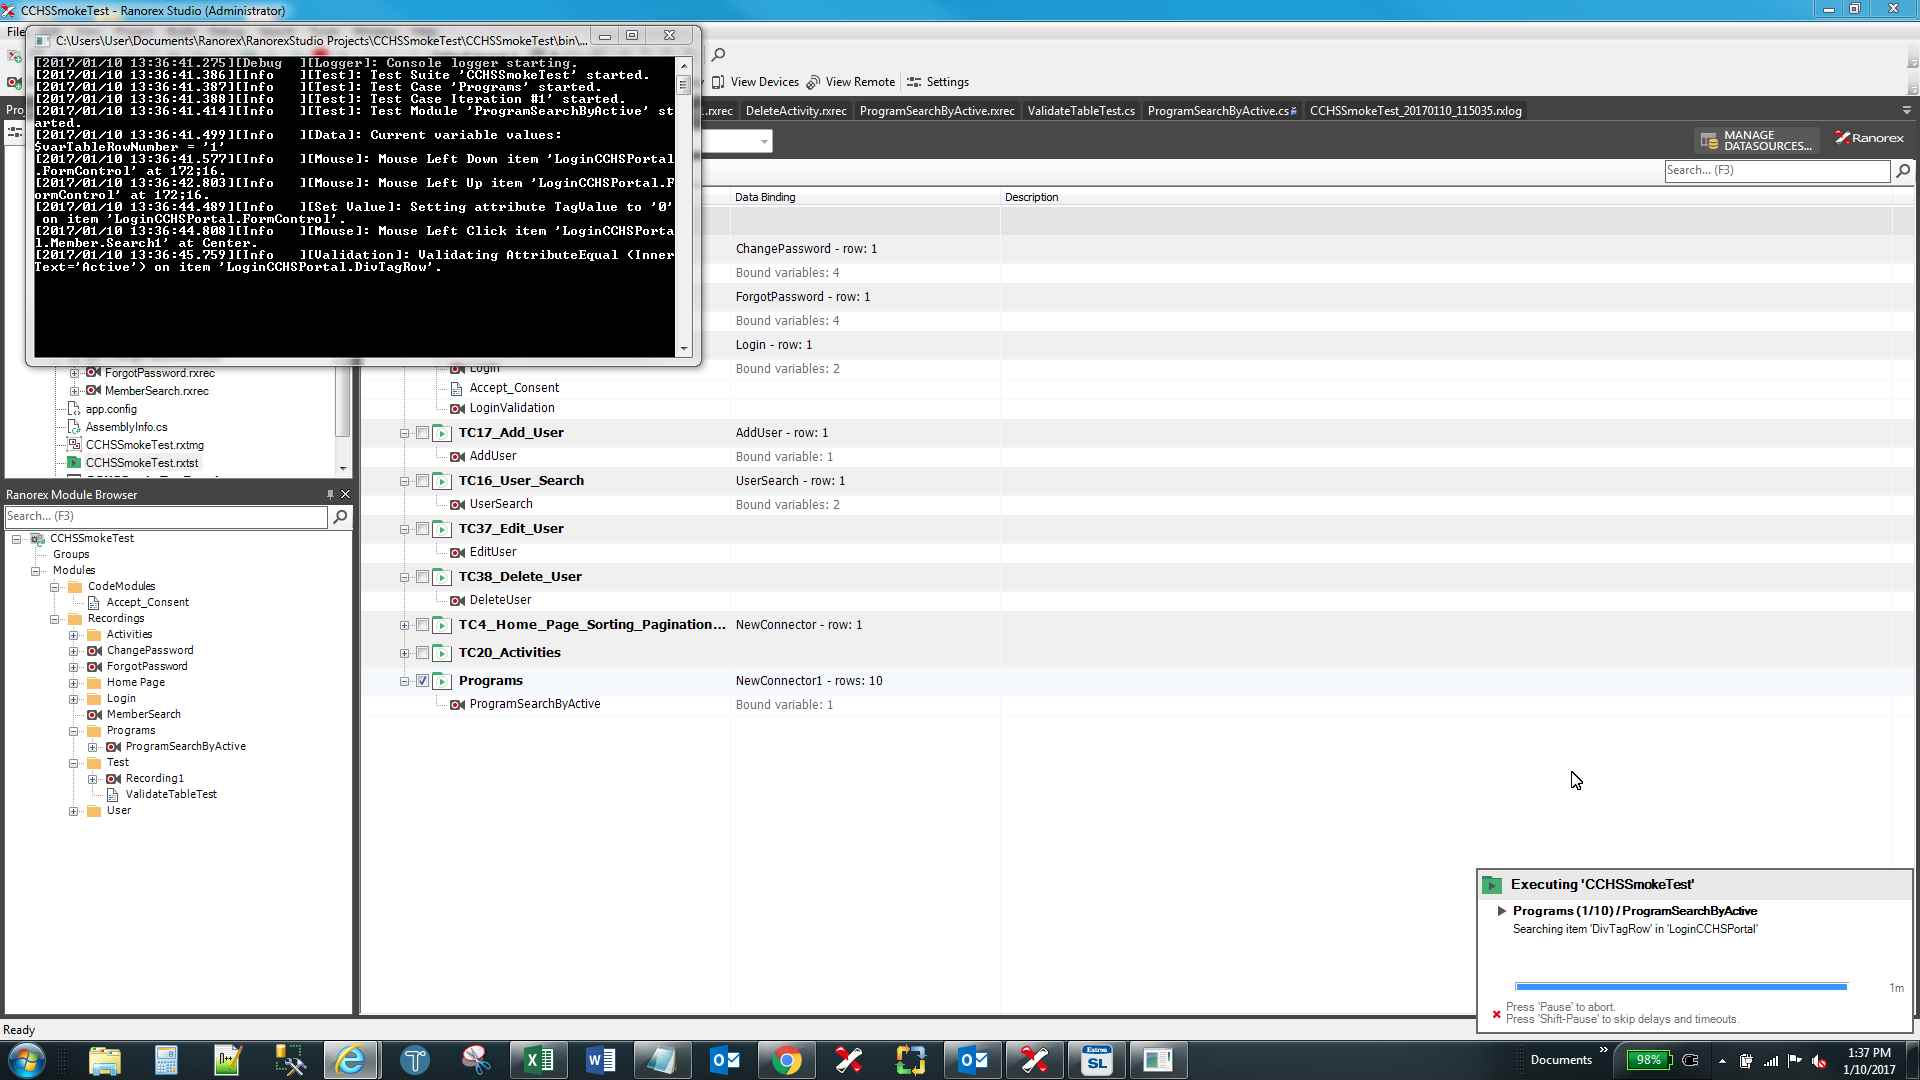 CCHSSmokeTest - Ranorex Studio (Administrator)
File
C:\Users\User\Documents\Ranorex\RanorexStudio Projects\CCHSSmokeTest\CCHSSmokeTest\bin\...
[2017/01/10 13:36:41.275][Debug ][Logger]: Console logger starting.
[2017/01/10 13:36:41.386][Info ][Test]: Test Suite 'CCHSSmokeTest' started.
[2017/01/10 13:36:41.387][Info ][Test]: Test Case 'Programs' started.
[2017/01/10 13:36:41.388][Info ][Test]: Test Case Iteration #1' started.
[2017/01/10 13:36:41.414][Info ][Test]: Test Module 'ProgramSearchByActive' st
arted.
[2017/01/10 13:36:41.499][Info ][Data]: Current variable values:
$varTableRowNumber = '1'
[2017/01/10 13:36:41.577][Info ][Mouse]: Mouse Left Down item 'LoginCCHSPortal
.FormControl' at 172;16.
[2017/01/10 13:36:42.803][Info ][Mouse]: Mouse Left Up item 'LoginCCHSPortal.F
ormControl' at 172;16.
[2017/01/10 13:36:44.489][Info ][Set Value]: Setting attribute TagValue to '0'
on item 'LoginCCHSPortal.FormControl'.
[2017/01/10 13:36:44.808][Info ][Mouse]: Mouse Left Click item 'LoginCCHSPorta
l.Member.Search1' at Center.
[2017/01/10 13:36:45.759][Info ][Validation]: Validating AttributeEqual (Inner
Text='Active') on item 'LoginCCHSPortal.DivTagRow'.
View Devices
View Remote
Settings
.rxrec
DeleteActivity.rxrec
ProgramSearchByActive.rxrec
ValidateTableTest.cs
ProgramSearchByActive.cs
CCHSSmokeTest_20170110_115035.rxlog
MANAGE
DATASOURCES...
Ranorex
Search... (F3)
Data Binding
Description
ChangePassword - row: 1
Bound variables: 4
ForgotPassword - row: 1
Bound variables: 4
Login - row: 1
Login
Bound variables: 2
Accept_Consent
LoginValidation
TC17_Add_User
AddUser - row: 1
AddUser
Bound variable: 1
TC16_User_Search
UserSearch - row: 1
UserSearch
Bound variables: 2
TC37_Edit_User
EditUser
TC38_Delete_User
DeleteUser
TC4_Home_Page_Sorting_Pagination...
NewConnector - row: 1
TC20_Activities
Programs
NewConnector1 - rows: 10
ProgramSearchByActive
Bound variable: 1
ForgotPassword.rxrec
MemberSearch.rxrec
app.config
AssemblyInfo.cs
CCHSSmokeTest.rxtmg
CCHSSmokeTest.rxtst
Ranorex Module Browser
Search... (F3)
CCHSSmokeTest
Groups
Modules
CodeModules
Accept_Consent
Recordings
Activities
ChangePassword
ForgotPassword
Home Page
Login
MemberSearch
Programs
ProgramSearchByActive
Test
Recording1
ValidateTableTest
User
Executing 'CCHSSmokeTest'
Programs (1/10) / ProgramSearchByActive
Searching item 'DivTagRow' in 'LoginCCHSPortal'
1m
Press 'Pause' to abort.
Press 'Shift-Pause' to skip delays and timeouts.
Ready
Documents
98%
1:37 PM
1/10/2017